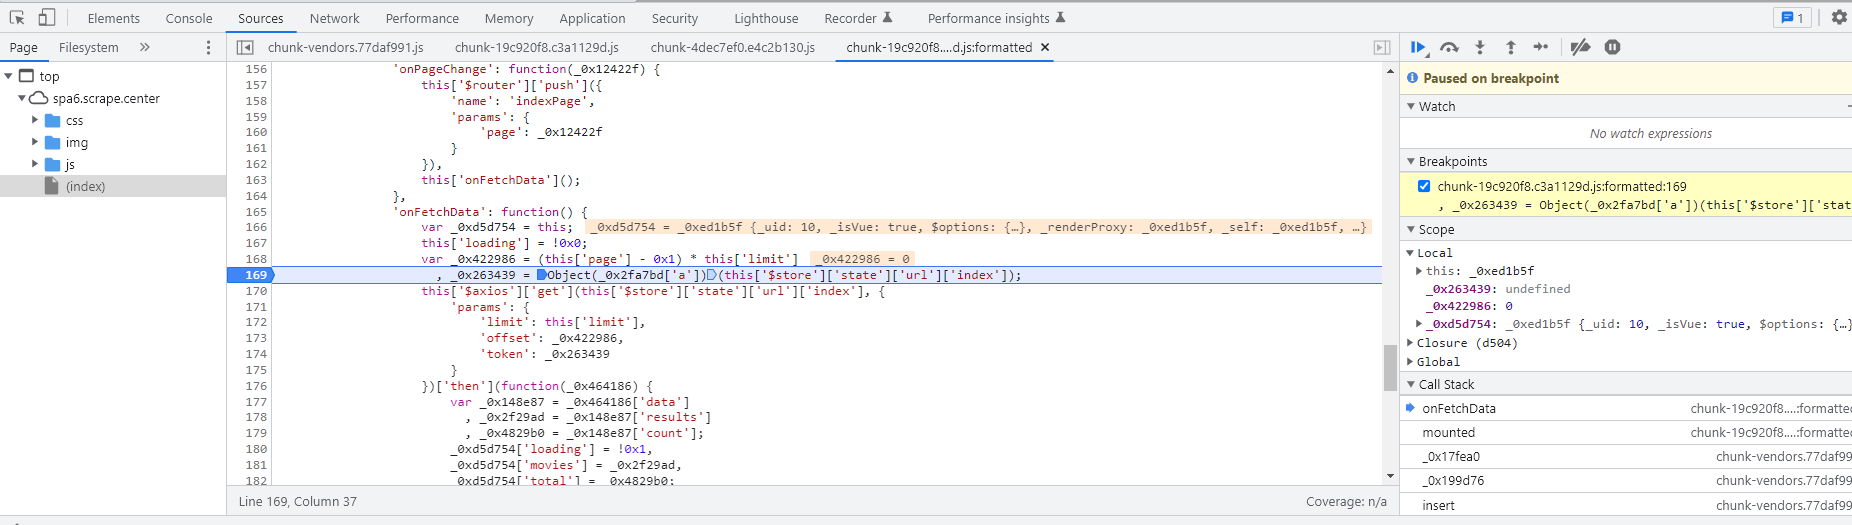 Elements Console Sources Network Performance Memory Application Security Lighthouse Recorder Performance insights 1
Page Filesystem »
chunk-vendors.77daf991.js chunk-19c920f8.c3a1129d.js chunk-4dec7ef0.e4c2b130.js chunk-19c920f8....d.js:formatted ×
top
spa6.scrape.center
css
img
js
(index)
156 'onPageChange': function(_0x12422f) {
157 this['$router']['push']({
158 'name': 'indexPage',
159 'params': {
160 'page': _0x12422f
161 }
162 }),
163 this['onFetchData']();
164 },
165 'onFetchData': function() {
166 var _0xd5d754 = this; _0xd5d754 = _0xed1b5f {_uid: 10, _isVue: true, $options: {…}, _renderProxy: _0xed1b5f, _self: _0xed1b5f, …}
167 this['loading'] = !0x0;
168 var _0x422986 = (this['page'] - 0x1) * this['limit'] _0x422986 = 0
169 , _0x263439 = Object(_0x2fa7bd['a'])(this['$store']['state']['url']['index']);
170 this['$axios']['get'](this['$store']['state']['url']['index'], {
171 'params': {
172 'limit': this['limit'],
173 'offset': _0x422986,
174 'token': _0x263439
175 }
176 })['then'](function(_0x464186) {
177 var _0x148e87 = _0x464186['data']
178 , _0x2f29ad = _0x148e87['results']
179 , _0x4829b0 = _0x148e87['count'];
180 _0xd5d754['loading'] = !0x1,
181 _0xd5d754['movies'] = _0x2f29ad,
182 _0xd5d754['total'] = _0x4829b0;
Line 169, Column 37 Coverage: n/a
Paused on breakpoint
Watch
No watch expressions
Breakpoints
chunk-19c920f8.c3a1129d.js:formatted:169
, _0x263439 = Object(_0x2fa7bd['a'])(this['$store']['stat
Scope
Local
this: _0xed1b5f
_0x263439: undefined
_0x422986: 0
_0xd5d754: _0xed1b5f {_uid: 10, _isVue: true, $options: {…}
Closure (d504)
Global
Call Stack
onFetchData chunk-19c920f8....:formatted
mounted chunk-19c920f8....:formatted
_0x17fea0 chunk-vendors.77daf99
_0x199d76 chunk-vendors.77daf99
insert chunk-vendors.77daf99